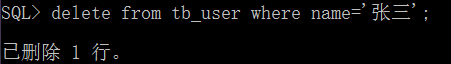 SQL> delete from tb_user where name='张三';
已删除 1 行。